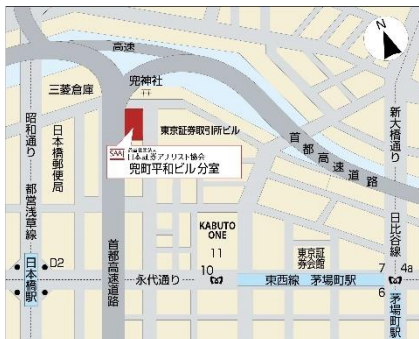 N
高速
兜神社
三菱倉庫
昭和通り
日本橋郵便局
東京証券取引所ビル
新大橋通り
SAAJ
公益社団法人
日本証券アナリスト協会
兜町平和ビル 分室
首都高速道路
都営浅草線
KABUTO
ONE
東京証
券会館
日比谷線
D2
11
10
日本橋駅
首都高速道路
永代通り
東西線 茅場町駅
7
4a
6
茅場町駅